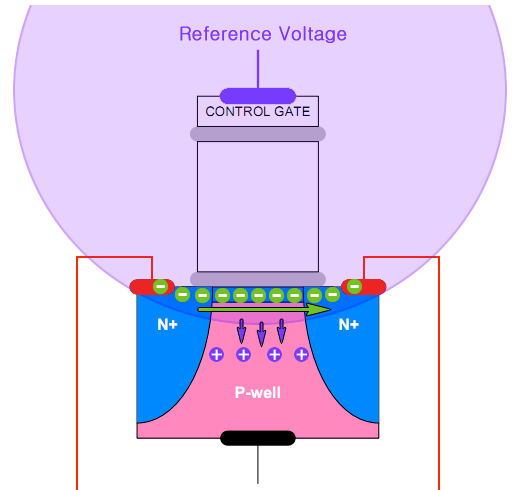 Reference Voltage
CONTROL GATE
N+
N+
P-well